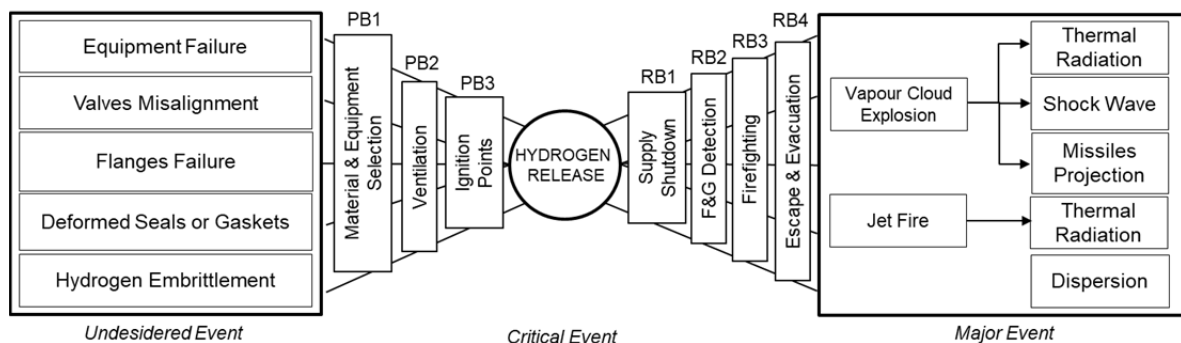 Equipment Failure
Valves Misalignment
Flanges Failure
Deformed Seals or Gaskets
Hydrogen Embrittlement
Undesidered Event
PB1
Material & Equipment
Selection
PB2
Ventilation
PB3
Ignition
Points
HYDROGEN
RELEASE
Critical Event
RB1
Supply
Shutdown
RB2
F&G Detection
RB3
Firefighting
RB4
Escape & Evacuation
Vapour Cloud
Explosion
Thermal
Radiation
Shock Wave
Missiles
Projection
Jet Fire
Thermal
Radiation
Dispersion
Major Event